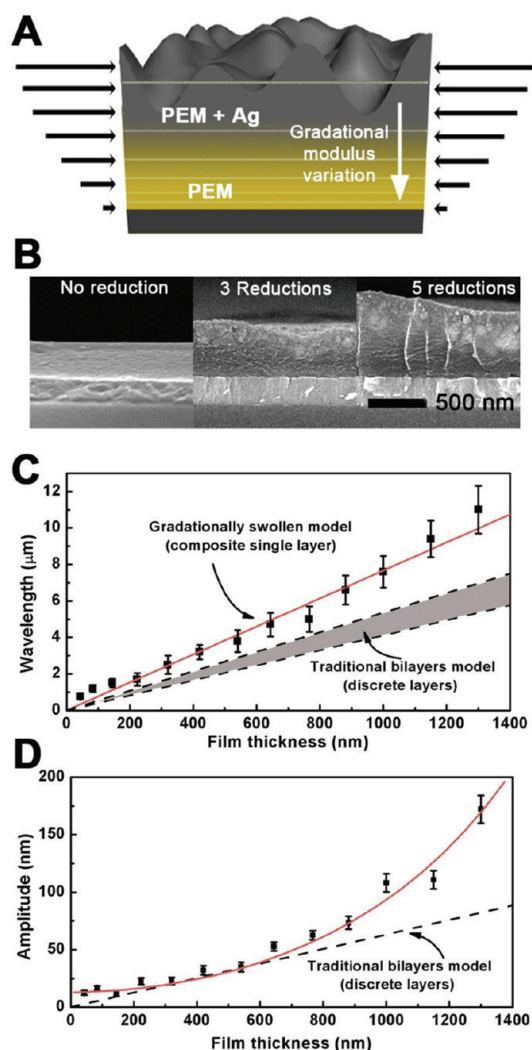 A
PEM + Ag
Gradational
modulus
variation
PEM
B
No reduction
3 Reductions
5 reductions
500 nm
C
12
10
8
6
4
2
0
Wavelength (μm)
Gradationally swollen model
(composite single layer)
Traditional bilayers model
(discrete layers)
0 200 400 600 800 1000 1200 1400
Film thickness (nm)
D
200
150
100
50
0
Amplitude (nm)
Traditional bilayers model
(discrete layers)
0 200 400 600 800 1000 1200 1400
Film thickness (nm)